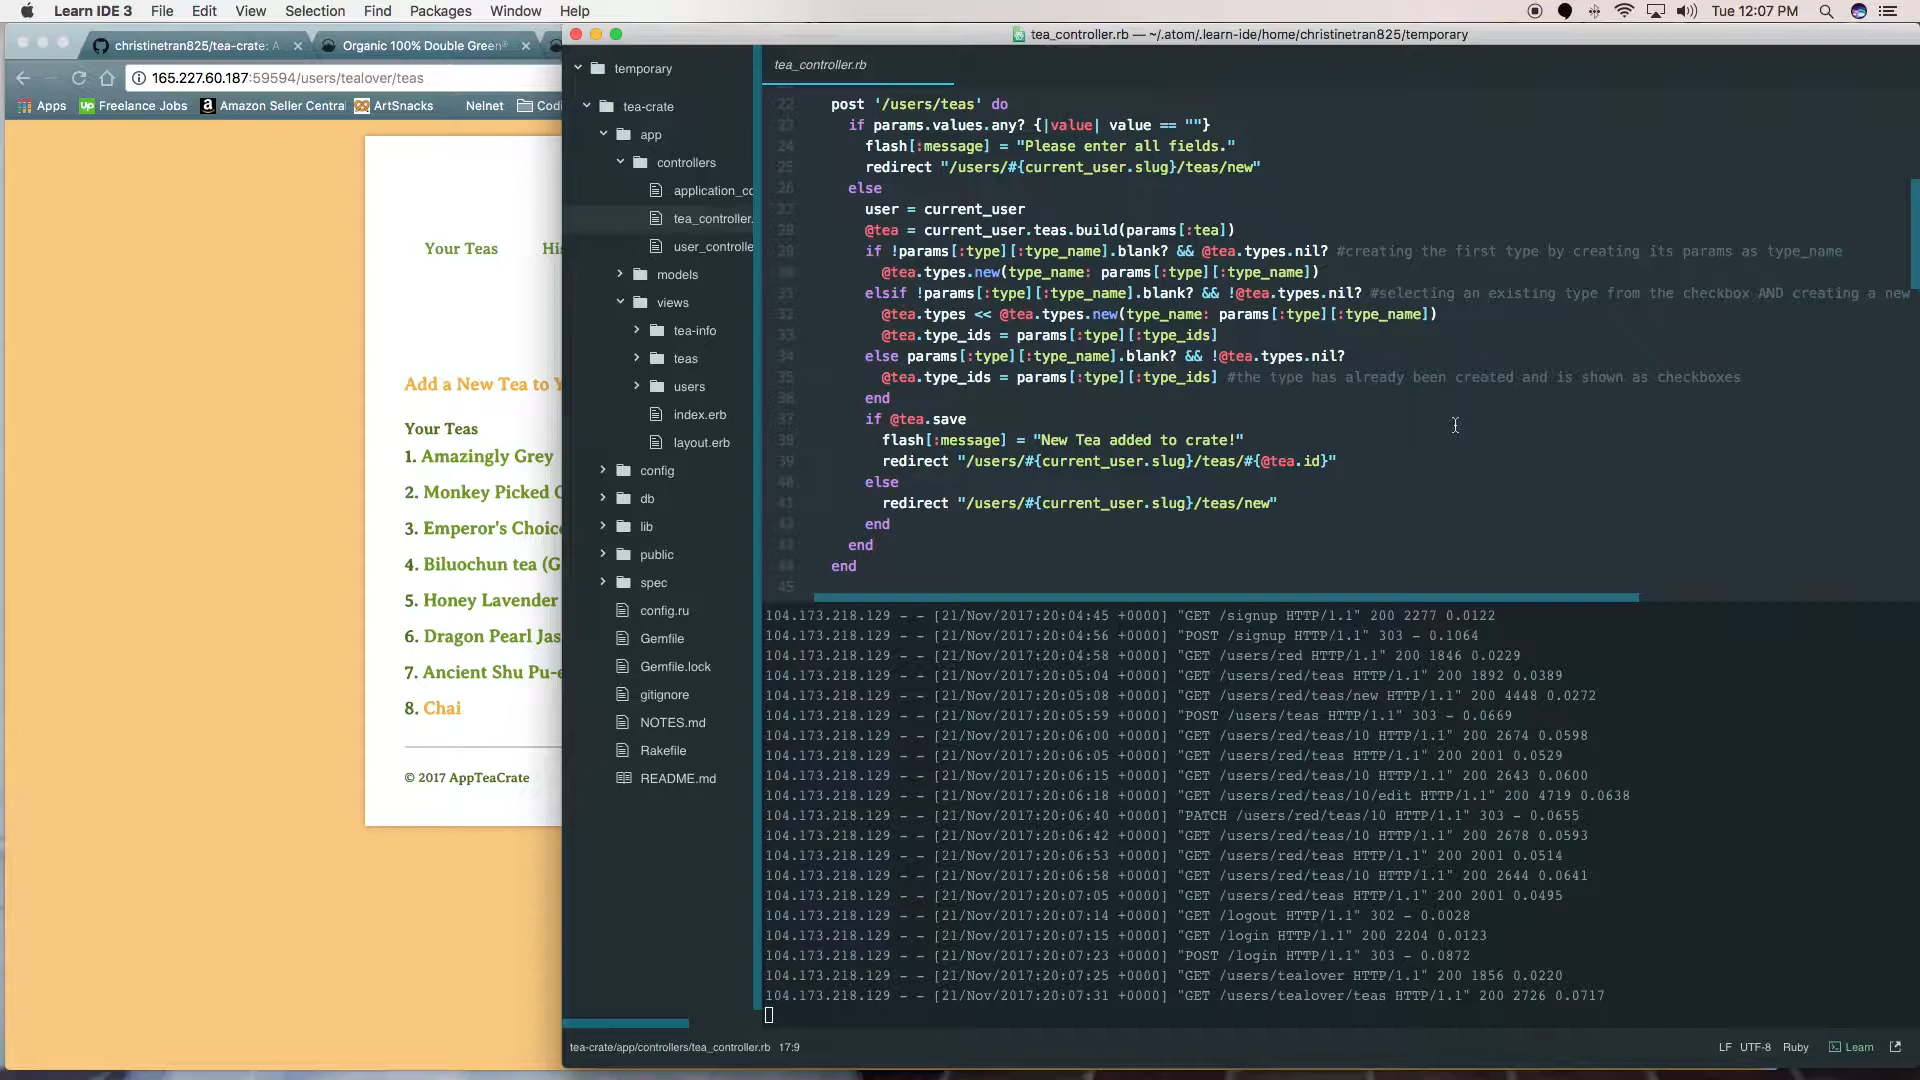 Learn IDE 3 File Edit View Selection Find Packages Window Help Tue 12:07 PM
christinetran825/tea-crate: A
Organic 100% Double Green
tea_controller.rb — ~/.atom/.learn-ide/home/christinetran825/temporary
165.227.60.187:59594/users/tealover/teas
Apps Freelance Jobs Amazon Seller Central ArtSnacks Nelnet Codi
Your Teas His
Add a New Tea to Y
Your Teas
1. Amazingly Grey
2. Monkey Picked O
3. Emperor's Choice
4. Biluochun tea (G
5. Honey Lavender
6. Dragon Pearl Jas
7. Ancient Shu Pu-e
8. Chai
© 2017 AppTeaCrate
temporary
tea-crate
app
controllers
application_co
tea_controller.
user_controlle
models
views
tea-info
teas
users
index.erb
layout.erb
config
db
lib
public
spec
config.ru
Gemfile
Gemfile.lock
gitignore
NOTES.md
Rakefile
README.md
tea_controller.rb
22 post '/users/teas' do
23 if params.values.any? {|value| value == ""}
24 flash[:message] = "Please enter all fields."
25 redirect "/users/#{current_user.slug}/teas/new"
26 else
27 user = current_user
28 @tea = current_user.teas.build(params[:tea])
29 if !params[:type][:type_name].blank? && @tea.types.nil? #creating the first type by creating its params as type_name
30 @tea.types.new(type_name: params[:type][:type_name])
31 elsif !params[:type][:type_name].blank? && !@tea.types.nil? #selecting an existing type from the checkbox AND creating a new
32 @tea.types << @tea.types.new(type_name: params[:type][:type_name])
33 @tea.type_ids = params[:type][:type_ids]
34 else params[:type][:type_name].blank? && !@tea.types.nil?
35 @tea.type_ids = params[:type][:type_ids] #the type has already been created and is shown as checkboxes
36 end
37 if @tea.save
38 flash[:message] = "New Tea added to crate!"
39 redirect "/users/#{current_user.slug}/teas/#{@tea.id}"
40 else
41 redirect "/users/#{current_user.slug}/teas/new"
42 end
43 end
44 end
45
104.173.218.129 - - [21/Nov/2017:20:04:45 +0000] "GET /signup HTTP/1.1" 200 2277 0.0122
104.173.218.129 - - [21/Nov/2017:20:04:56 +0000] "POST /signup HTTP/1.1" 303 - 0.1064
104.173.218.129 - - [21/Nov/2017:20:04:58 +0000] "GET /users/red HTTP/1.1" 200 1846 0.0229
104.173.218.129 - - [21/Nov/2017:20:05:04 +0000] "GET /users/red/teas HTTP/1.1" 200 1892 0.0389
104.173.218.129 - - [21/Nov/2017:20:05:08 +0000] "GET /users/red/teas/new HTTP/1.1" 200 4448 0.0272
104.173.218.129 - - [21/Nov/2017:20:05:59 +0000] "POST /users/teas HTTP/1.1" 303 - 0.0669
104.173.218.129 - - [21/Nov/2017:20:06:00 +0000] "GET /users/red/teas/10 HTTP/1.1" 200 2674 0.0598
104.173.218.129 - - [21/Nov/2017:20:06:05 +0000] "GET /users/red/teas HTTP/1.1" 200 2001 0.0529
104.173.218.129 - - [21/Nov/2017:20:06:15 +0000] "GET /users/red/teas/10 HTTP/1.1" 200 2643 0.0600
104.173.218.129 - - [21/Nov/2017:20:06:18 +0000] "GET /users/red/teas/10/edit HTTP/1.1" 200 4719 0.0638
104.173.218.129 - - [21/Nov/2017:20:06:40 +0000] "PATCH /users/red/teas/10 HTTP/1.1" 303 - 0.0655
104.173.218.129 - - [21/Nov/2017:20:06:42 +0000] "GET /users/red/teas/10 HTTP/1.1" 200 2678 0.0593
104.173.218.129 - - [21/Nov/2017:20:06:53 +0000] "GET /users/red/teas HTTP/1.1" 200 2001 0.0514
104.173.218.129 - - [21/Nov/2017:20:06:58 +0000] "GET /users/red/teas/10 HTTP/1.1" 200 2644 0.0641
104.173.218.129 - - [21/Nov/2017:20:07:05 +0000] "GET /users/red/teas HTTP/1.1" 200 2001 0.0495
104.173.218.129 - - [21/Nov/2017:20:07:14 +0000] "GET /logout HTTP/1.1" 302 - 0.0028
104.173.218.129 - - [21/Nov/2017:20:07:15 +0000] "GET /login HTTP/1.1" 200 2204 0.0123
104.173.218.129 - - [21/Nov/2017:20:07:23 +0000] "POST /login HTTP/1.1" 303 - 0.0872
104.173.218.129 - - [21/Nov/2017:20:07:25 +0000] "GET /users/tealover HTTP/1.1" 200 1856 0.0220
104.173.218.129 - - [21/Nov/2017:20:07:31 +0000] "GET /users/tealover/teas HTTP/1.1" 200 2726 0.0717
tea-crate/app/controllers/tea_controller.rb 17:9 LF UTF-8 Ruby Learn